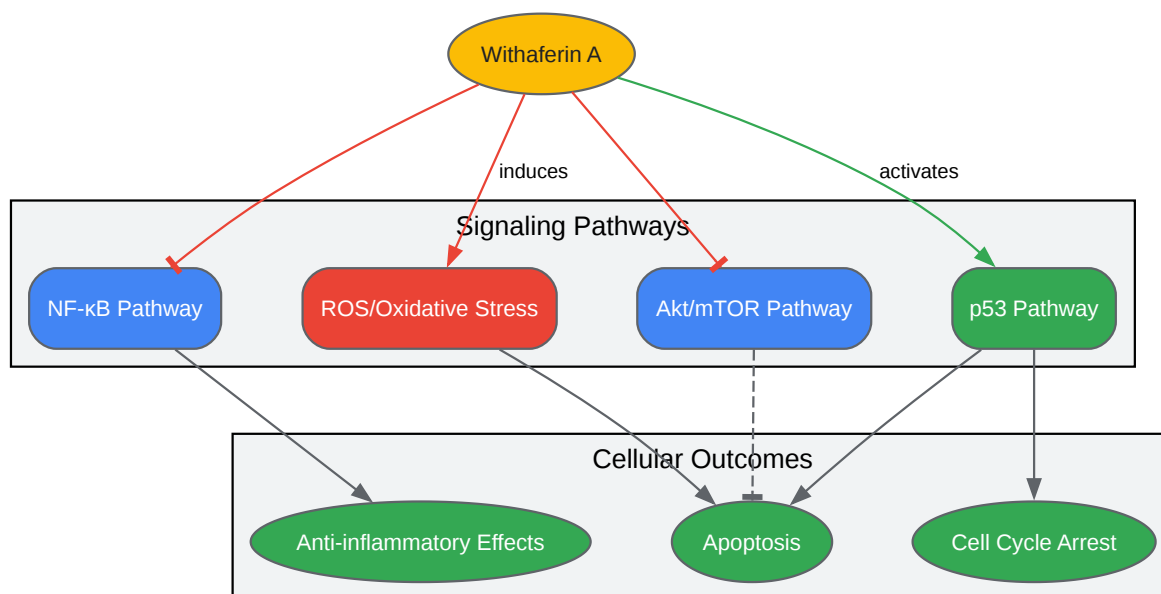 Withaferin A
induces
activates
Signaling Pathways
NF-κB Pathway
ROS/Oxidative Stress
Akt/mTOR Pathway
p53 Pathway
Cellular Outcomes
Anti-inflammatory Effects
Apoptosis
Cell Cycle Arrest